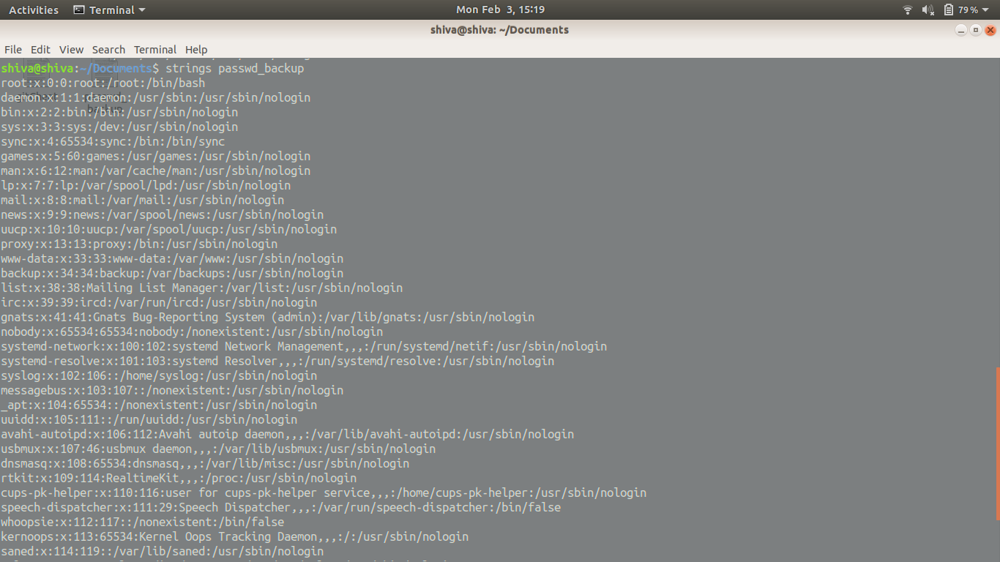 Activities Terminal Mon Feb 3, 15:19 79%
shiva@shiva: ~/Documents
File Edit View Search Terminal Help
shiva@shiva:~/Documents$ strings passwd_backup
root:x:0:0:root:/root:/bin/bash
daemon:x:1:1:daemon:/usr/sbin:/usr/sbin/nologin
bin:x:2:2:bin:/bin:/usr/sbin/nologin
sys:x:3:3:sys:/dev:/usr/sbin/nologin
sync:x:4:65534:sync:/bin:/bin/sync
games:x:5:60:games:/usr/games:/usr/sbin/nologin
man:x:6:12:man:/var/cache/man:/usr/sbin/nologin
lp:x:7:7:lp:/var/spool/lpd:/usr/sbin/nologin
mail:x:8:8:mail:/var/mail:/usr/sbin/nologin
news:x:9:9:news:/var/spool/news:/usr/sbin/nologin
uucp:x:10:10:uucp:/var/spool/uucp:/usr/sbin/nologin
proxy:x:13:13:proxy:/bin:/usr/sbin/nologin
www-data:x:33:33:www-data:/var/www:/usr/sbin/nologin
backup:x:34:34:backup:/var/backups:/usr/sbin/nologin
list:x:38:38:Mailing List Manager:/var/list:/usr/sbin/nologin
irc:x:39:39:ircd:/var/run/ircd:/usr/sbin/nologin
gnats:x:41:41:Gnats Bug-Reporting System (admin):/var/lib/gnats:/usr/sbin/nologin
nobody:x:65534:65534:nobody:/nonexistent:/usr/sbin/nologin
systemd-network:x:100:102:systemd Network Management,,,:/run/systemd/netif:/usr/sbin/nologin
systemd-resolve:x:101:103:systemd Resolver,,,:/run/systemd/resolve:/usr/sbin/nologin
syslog:x:102:106::/home/syslog:/usr/sbin/nologin
messagebus:x:103:107::/nonexistent:/usr/sbin/nologin
_apt:x:104:65534::/nonexistent:/usr/sbin/nologin
uuidd:x:105:111::/run/uuidd:/usr/sbin/nologin
avahi-autoipd:x:106:112:Avahi autoip daemon,,,:/var/lib/avahi-autoipd:/usr/sbin/nologin
usbmux:x:107:46:usbmux daemon,,,:/var/lib/usbmux:/usr/sbin/nologin
dnsmasq:x:108:65534:dnsmasq,,,:/var/lib/misc:/usr/sbin/nologin
rtkit:x:109:114:RealtimeKit,,,:/proc:/usr/sbin/nologin
cups-pk-helper:x:110:116:user for cups-pk-helper service,,,:/home/cups-pk-helper:/usr/sbin/nologin
speech-dispatcher:x:111:29:Speech Dispatcher,,,:/var/run/speech-dispatcher:/bin/false
whoopsie:x:112:117::/nonexistent:/bin/false
kernoops:x:113:65534:Kernel Oops Tracking Daemon,,,:/:/usr/sbin/nologin
saned:x:114:119::/var/lib/saned:/usr/sbin/nologin